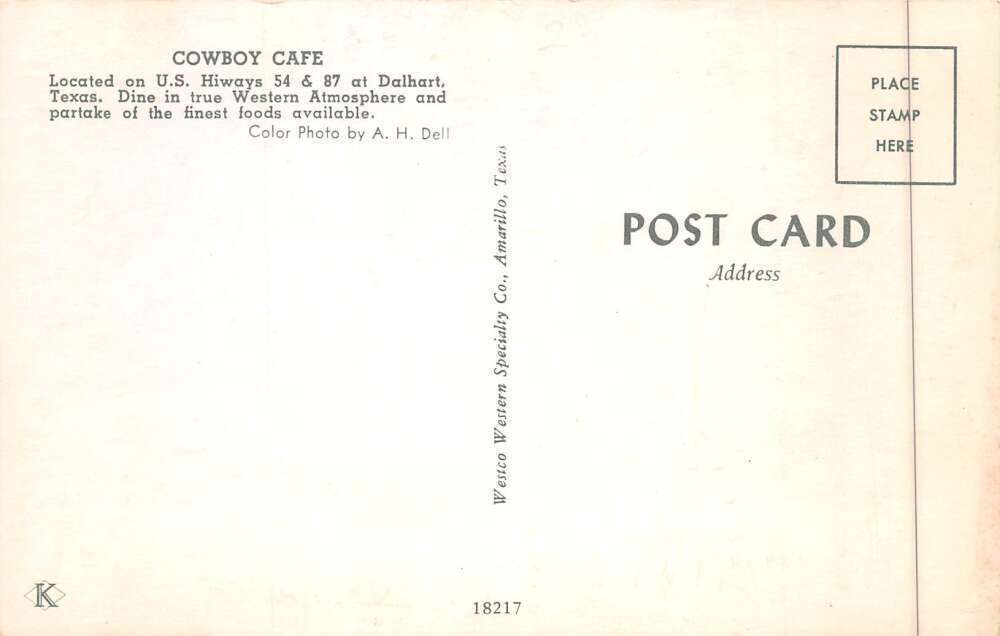 COWBOY CAFE
Located on U.S. Hiways 54 & 87 at Dalhart,
Texas. Dine in true Western Atmosphere and
partake of the finest foods available.
Color Photo by A. H. Dell
Westco Western Specialty Co., Amarillo, Texas
PLACE
STAMP
HERE
POST CARD
Address
K
18217